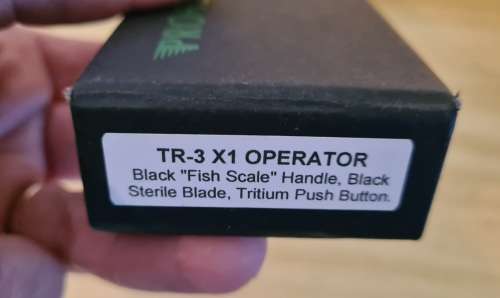 TR-3 X1 OPERATOR
Black "Fish Scale" Handle, Black
Sterile Blade, Tritium Push Button.